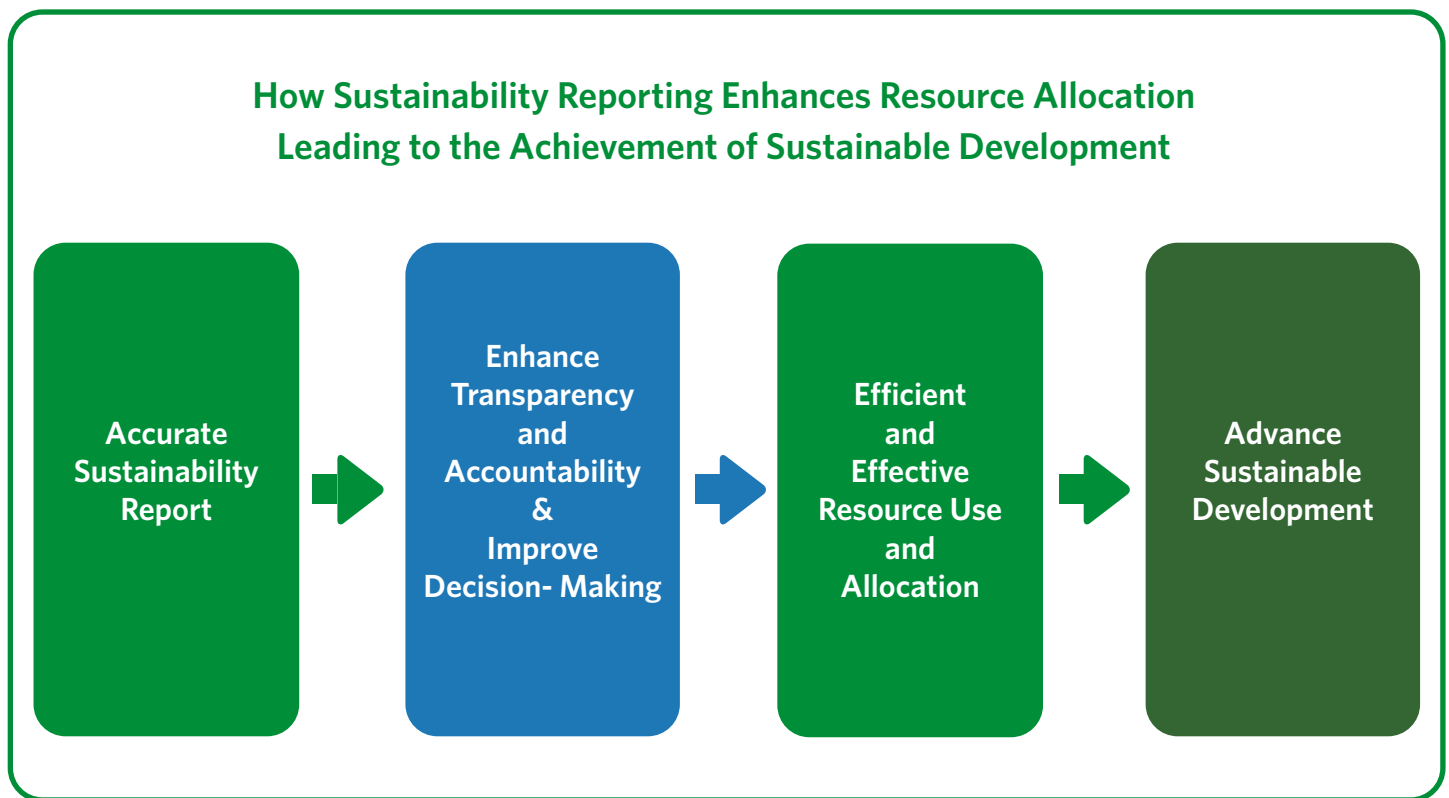 How Sustainability Reporting Enhances Resource Allocation
Leading to the Achievement of Sustainable Development
Accurate
Sustainability
Report
Enhance
Transparency
and
Accountability
&
Improve
Decision- Making
Efficient
and
Effective
Resource Use
and
Allocation
Advance
Sustainable
Development